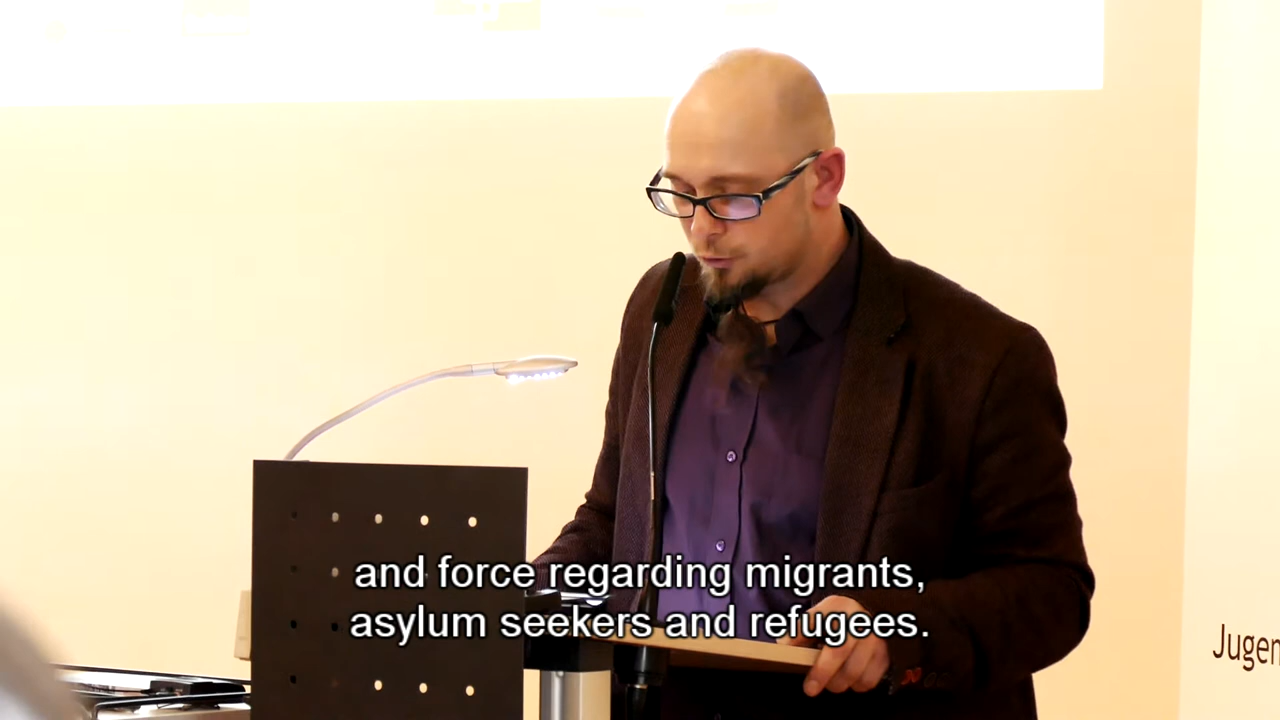 and force regarding migrants,
asylum seekers and refugees.
Jugen